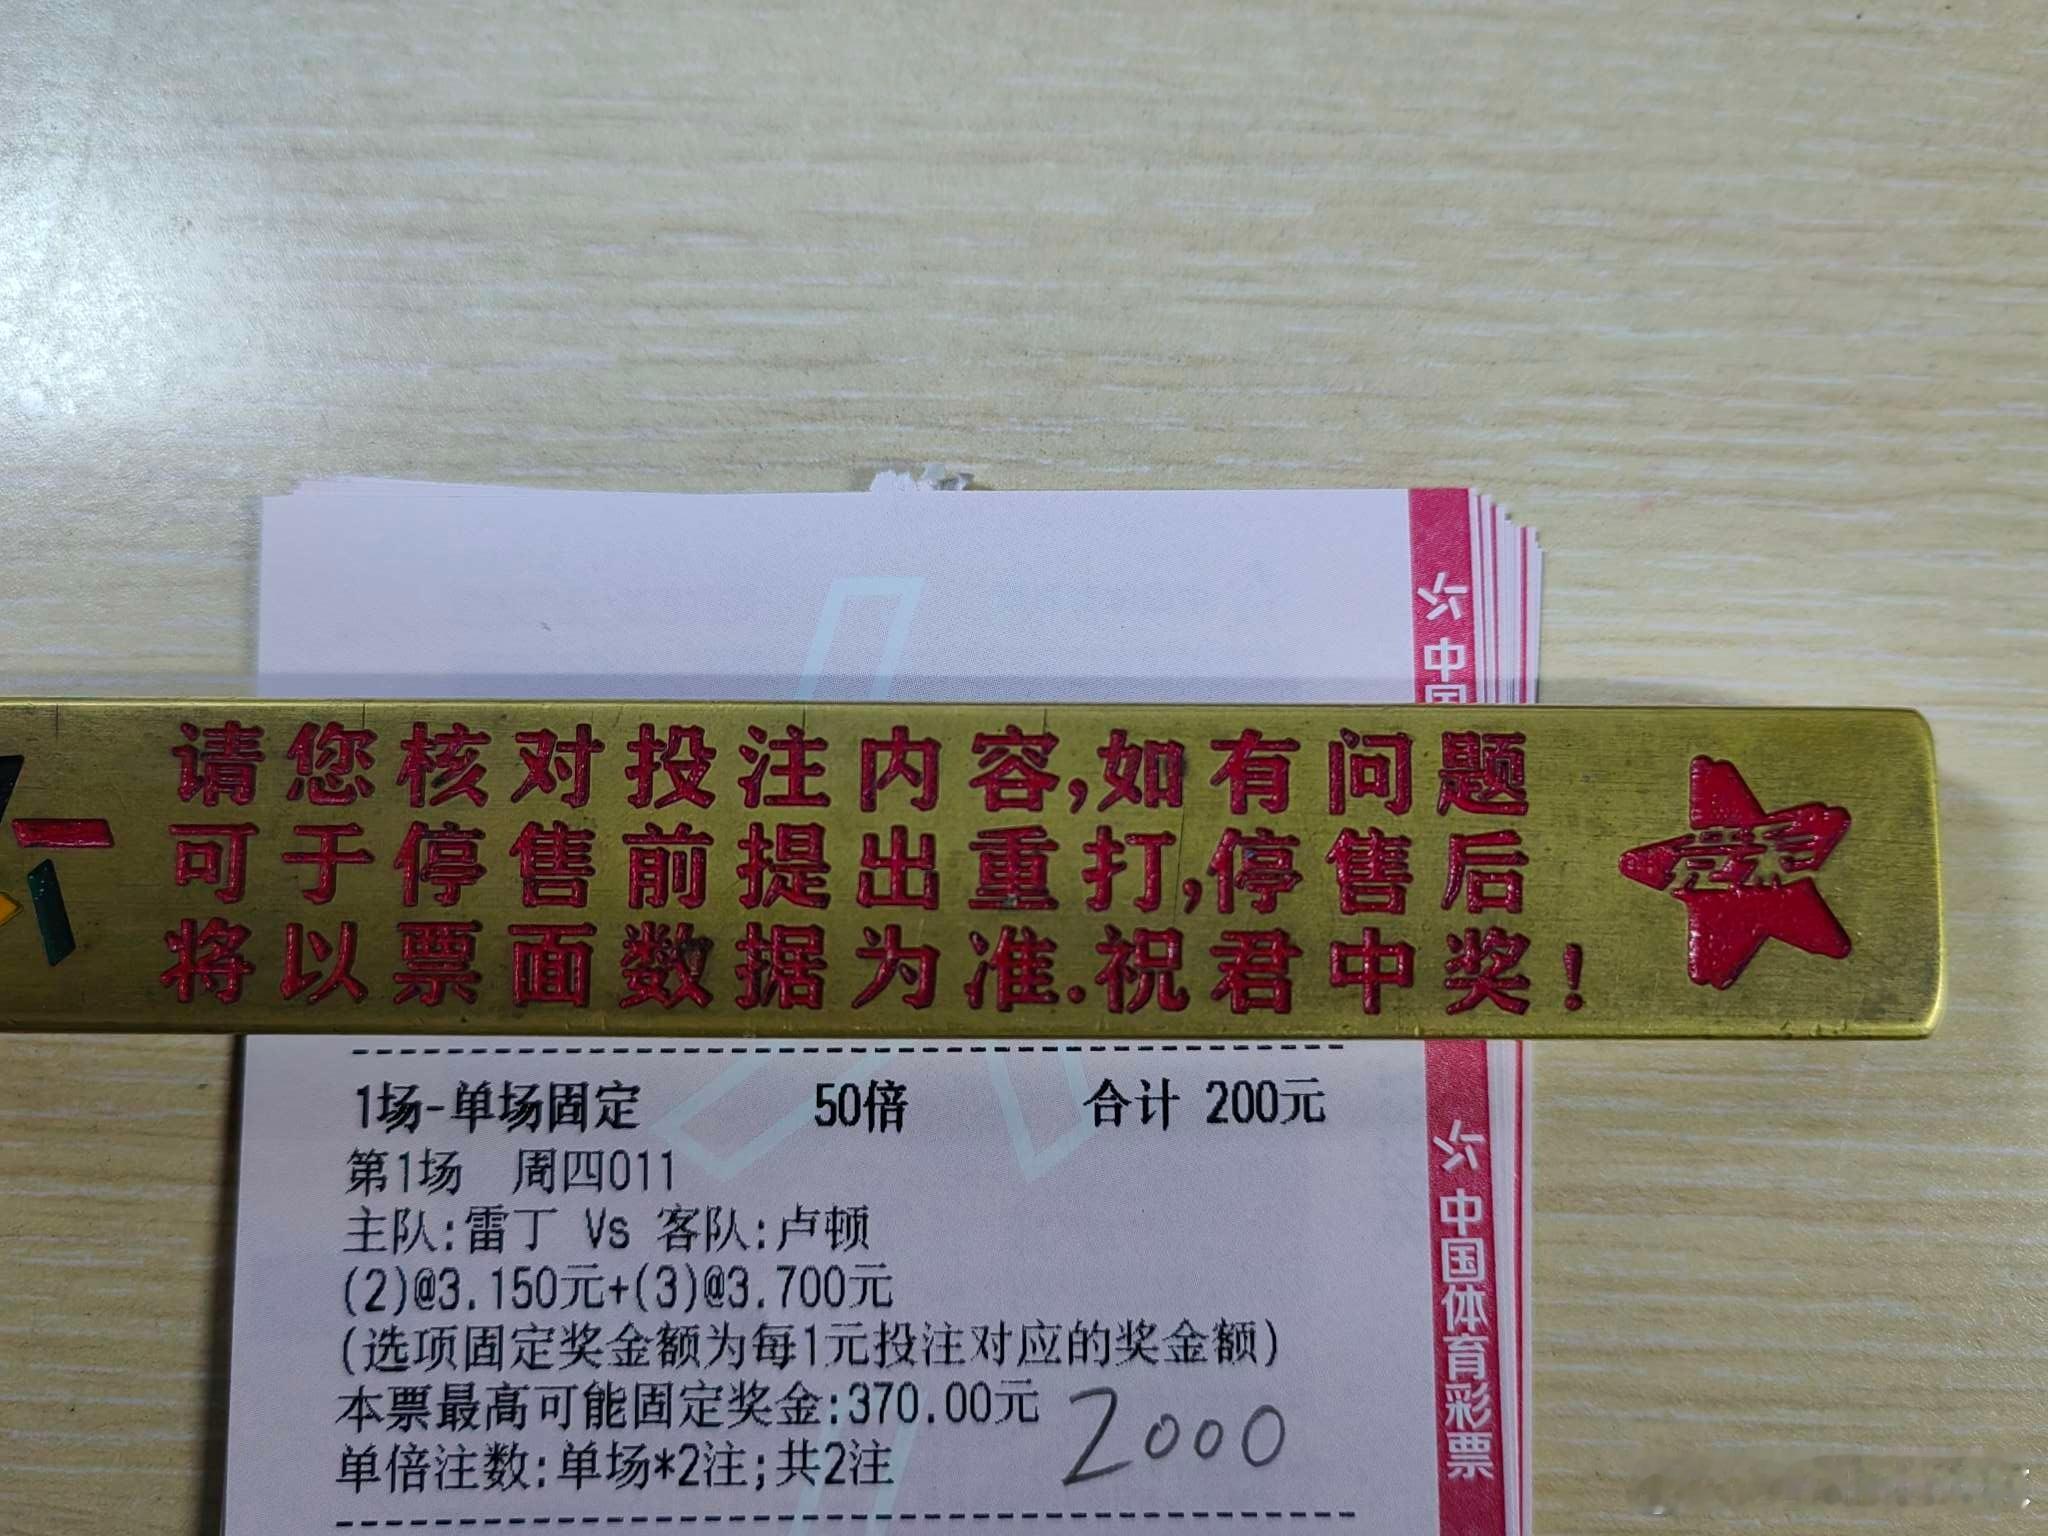 中国
请您核对投注内容,如有问题
可于停售前提出重打,停售后
将以票面数据为准.祝君中奖!
1场-单场固定 50倍 合计 200元
第1场 周四011
主队:雷丁 Vs 客队:卢顿
(2)@3.150元+(3)@3.700元
(选项固定奖金额为每1元投注对应的奖金额)
本票最高可能固定奖金:370.00元
2000
单倍注数:单场*2注;共2注
中国体育彩票